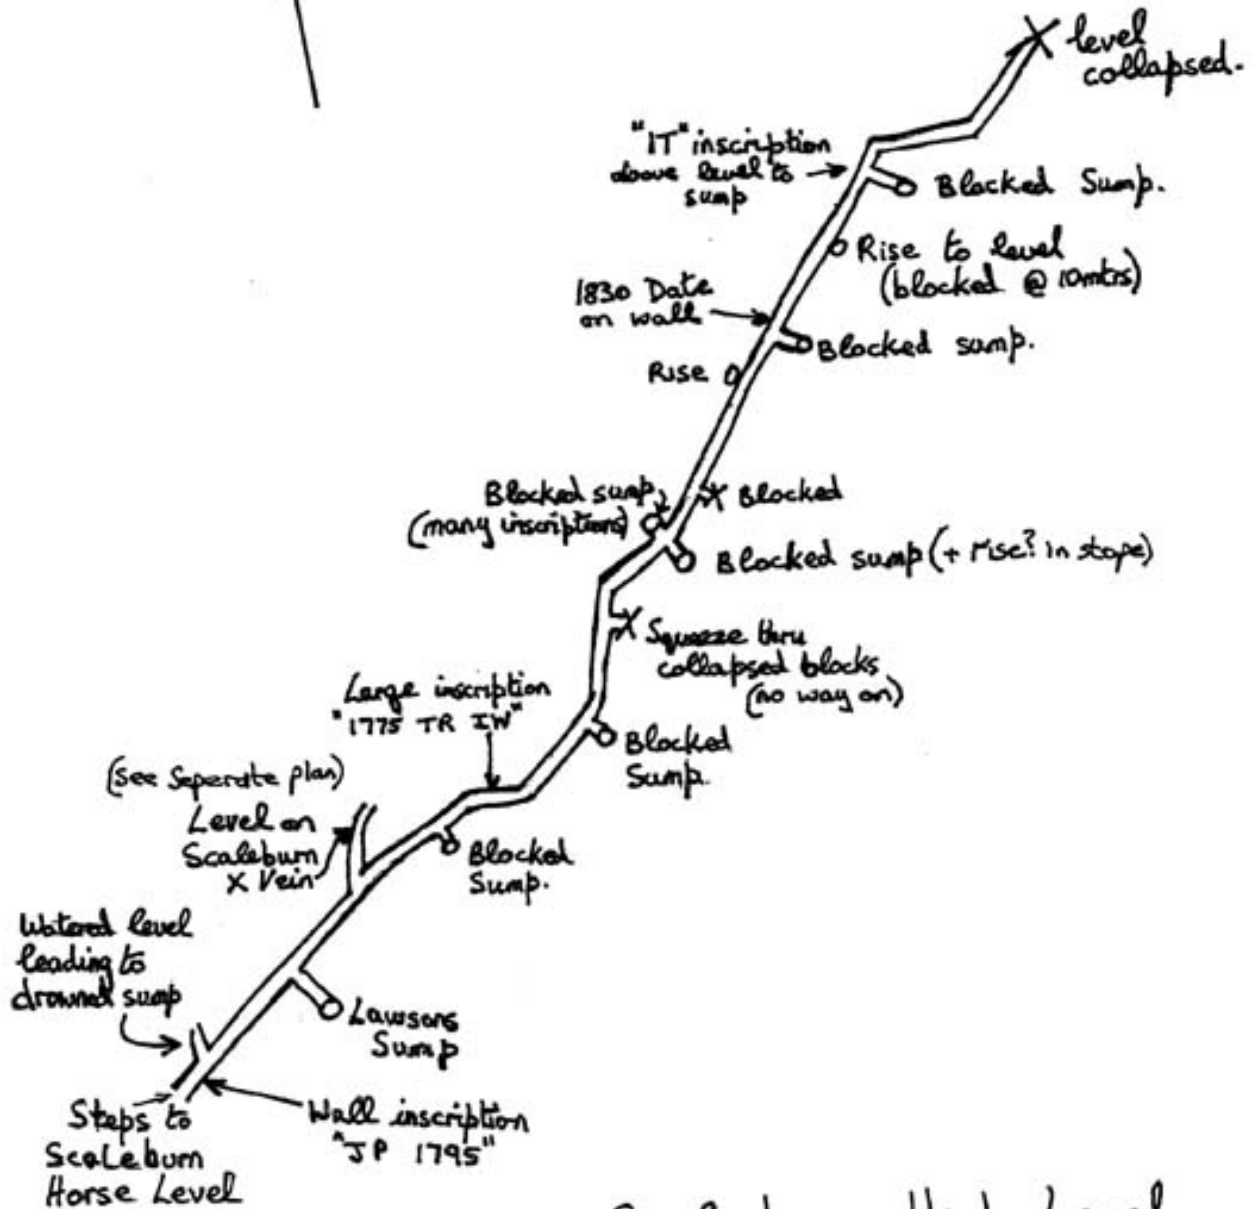 level
collapsed.
"IT" inscription
above level to
sump
Blocked Sump.
Rise to level
(blocked @ 10mtrs)
1830 Date
on wall
Blocked sump.
Rise
Blocked sump
(many inscriptions)
Blocked
Blocked sump (+ rise? in stope)
Squeeze thru
collapsed blocks
(no way on)
Large inscription
"1775 TR IW"
Blocked
Sump.
(See Seperate plan)
Level on
Scaleburn
X Vein
Blocked
Sump.
Watered level
leading to
drowned sump
Lawsons
Sump
Steps to
Scaleburn
Horse Level
Wall inscription
"JP 1795"
Level